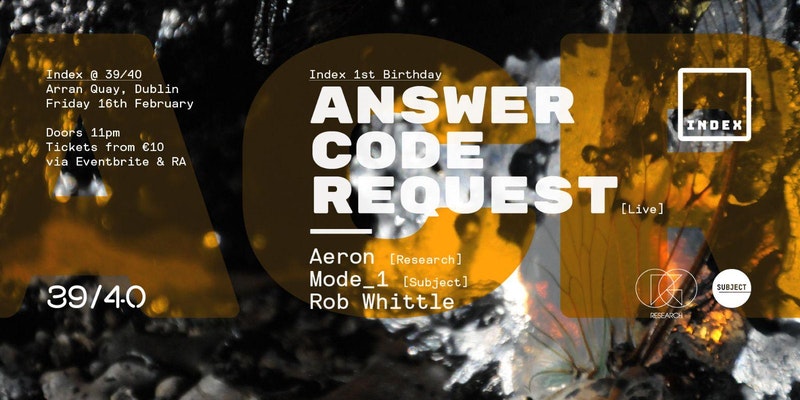 Index @ 39/40
Arran Quay, Dublin
Friday 16th February
Doors 11pm
Tickets from €10
via Eventbrite & RA
39/40
Index 1st Birthday
ANSWER
CODE
REQUEST
[Live]
Aeron [Research]
Mode_1 [Subject]
Rob Whittle
INDEX
RESEARCH
SUBJECT
ACR